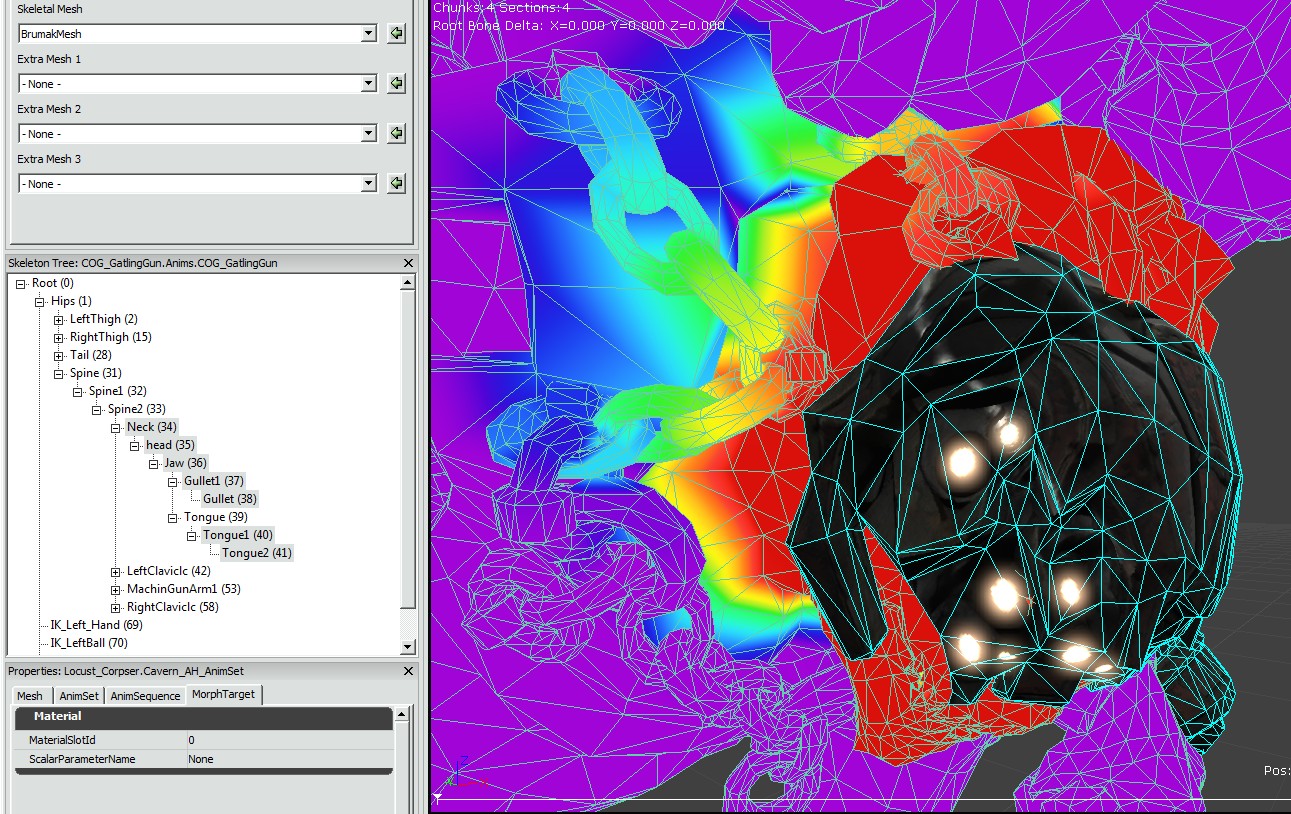 Skeletal Mesh
BrumakMesh
Extra Mesh 1
- None -
Extra Mesh 2
- None -
Extra Mesh 3
- None -
Skeleton Tree: COG_GatlingGun.Anims.COG_GatlingGun
Root (0)
Hips (1)
LeftThigh (2)
RightThigh (15)
Tail (28)
Spine (31)
Spine1 (32)
Spine2 (33)
Neck (34)
head (35)
Jaw (36)
Gullet1 (37)
Gullet (38)
Tongue (39)
Tongue1 (40)
Tongue2 (41)
LeftClaviclc (42)
MachinGunArm1 (53)
RightClaviclc (58)
IK_Left_Hand (69)
IK_LeftBall (70)
Properties: Locust_Corpser.Cavern_AH_AnimSet
Mesh AnimSet AnimSequence MorphTarget
Material
MaterialSlotId 0
ScalarParameterName None
Chunks:4 Sections:4
Root Bone Delta: X=0.000 Y=0.000 Z=0.000
Z
Pos: